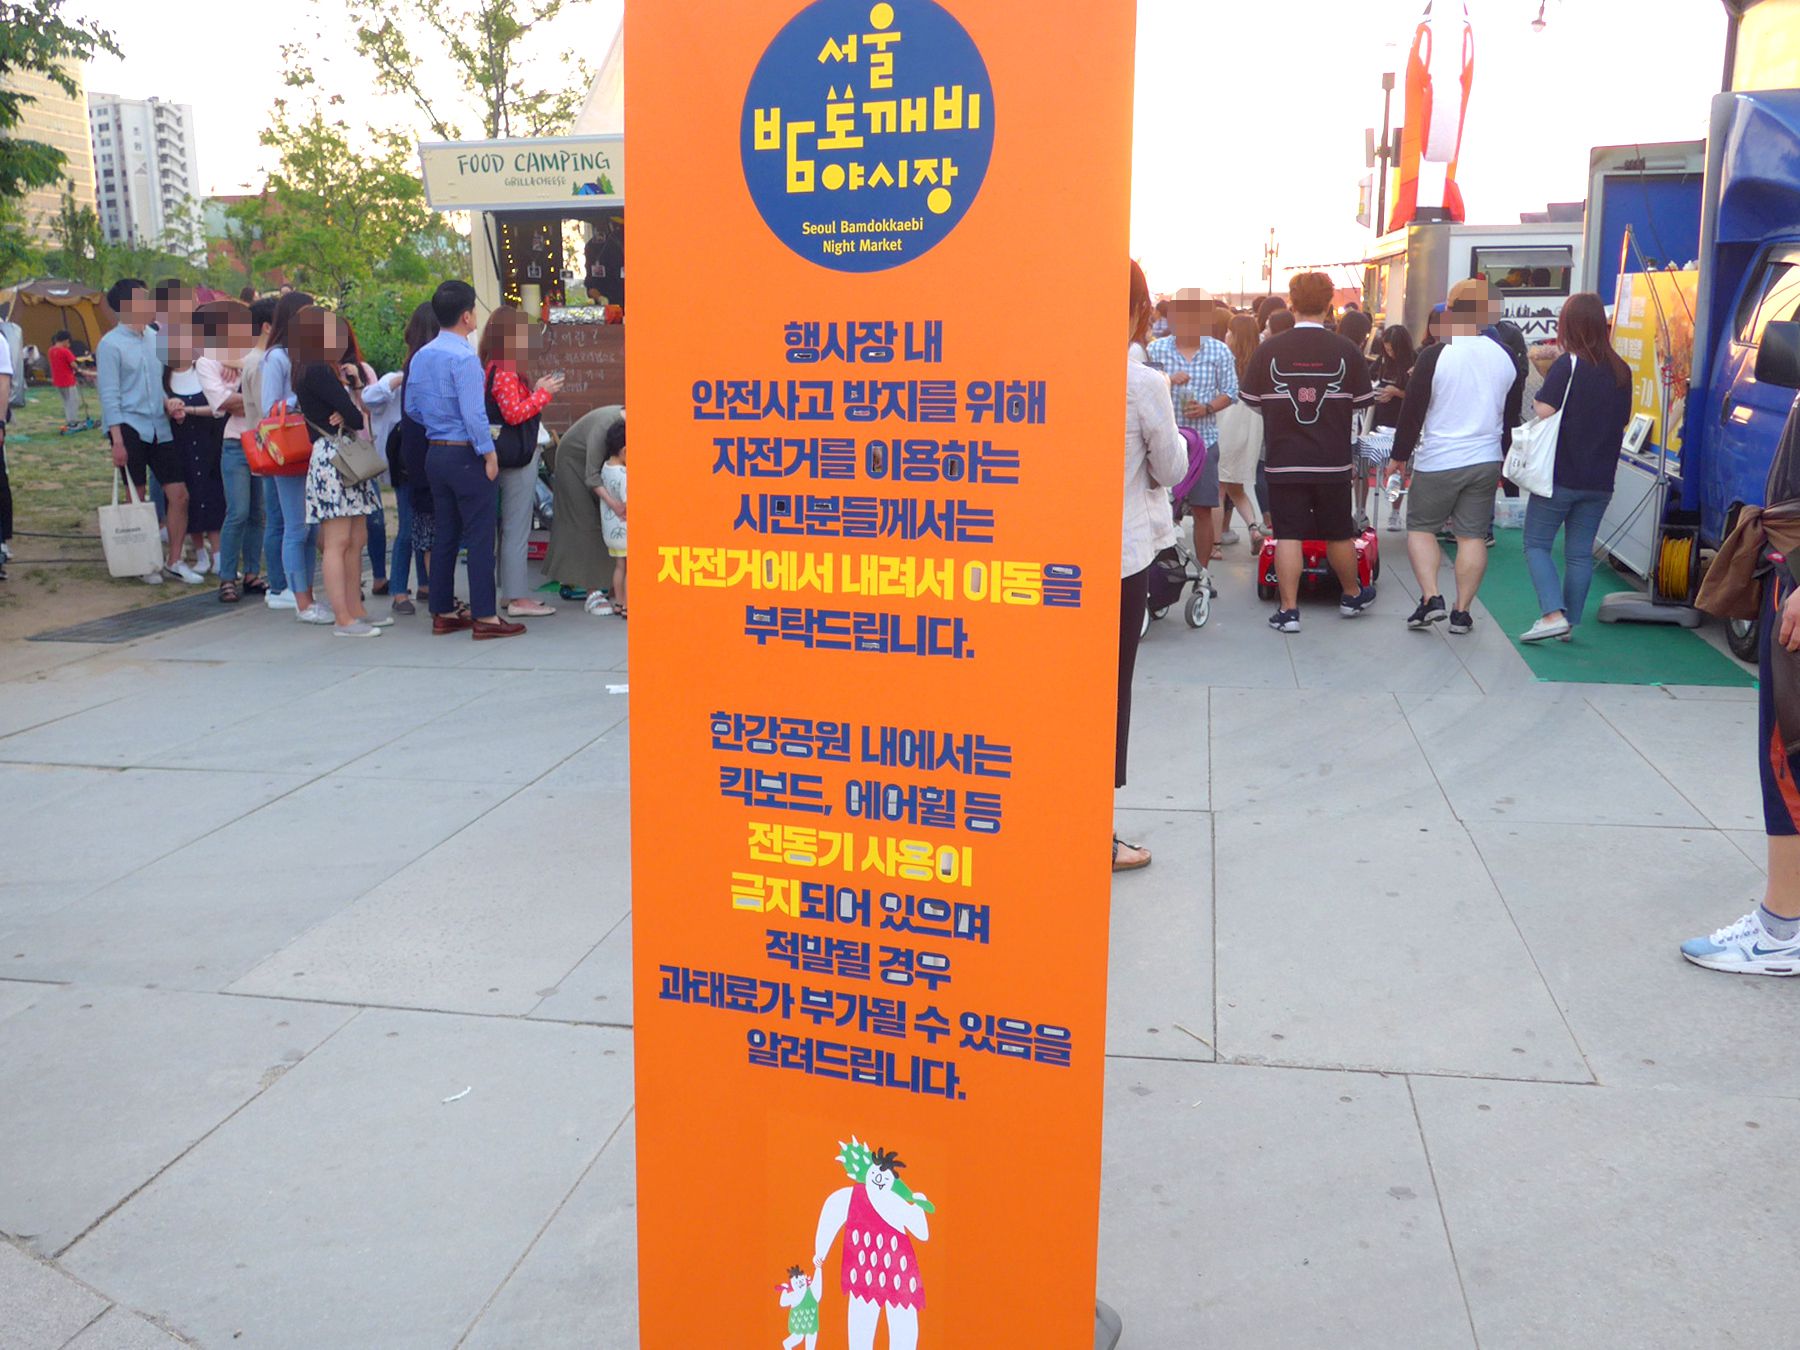 서울
밤도깨비
야시장
Seoul Bamdokkaebi
Night Market
행사장 내
안전사고 방지를 위해
자전거를 이용하는
시민분들께서는
자전거에서 내려서 이동을
부탁드립니다.
한강공원 내에서는
킥보드, 에어휠 등
전동기 사용이
금지되어 있으며
적발될 경우
과태료가 부가될 수 있음을
알려드립니다.
FOOD CAMPING
GRILL&CHEESE
88